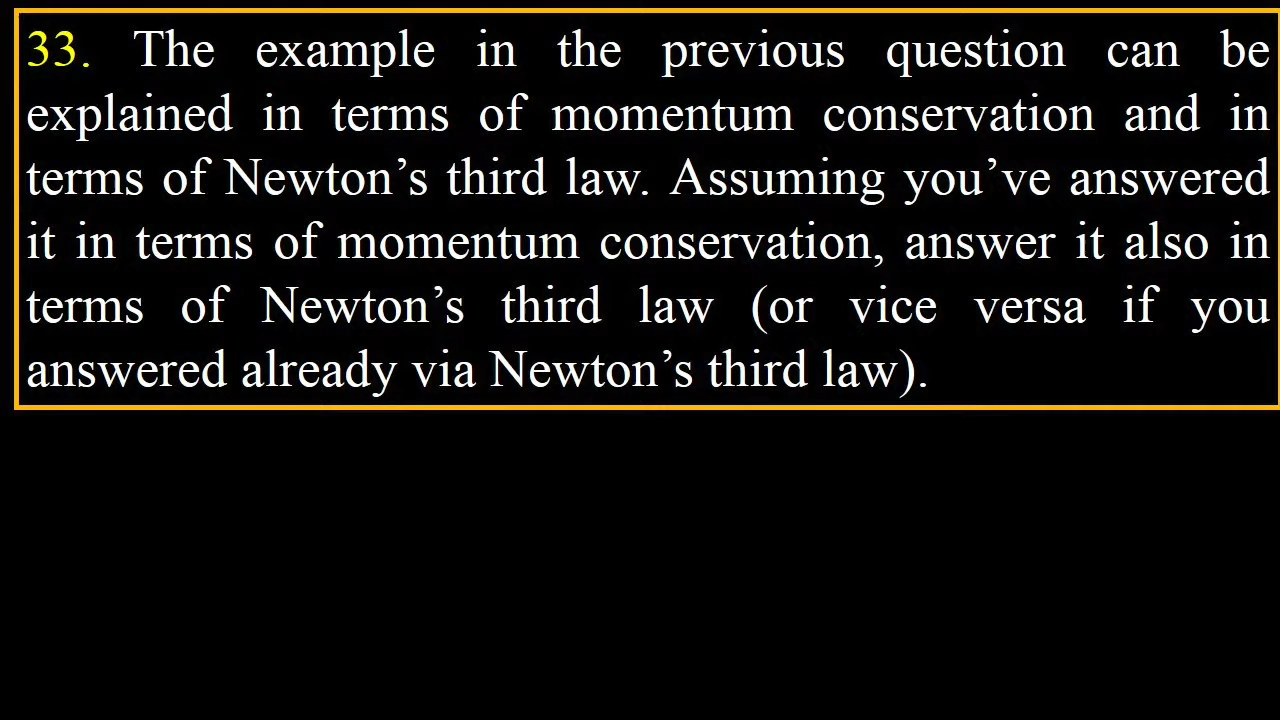 33. The example in the previous question can be
explained in terms of momentum conservation and in
terms of Newton’s third law. Assuming you’ve answered
it in terms of momentum conservation, answer it also in
terms of Newton’s third law (or vice versa if you
answered already via Newton’s third law).